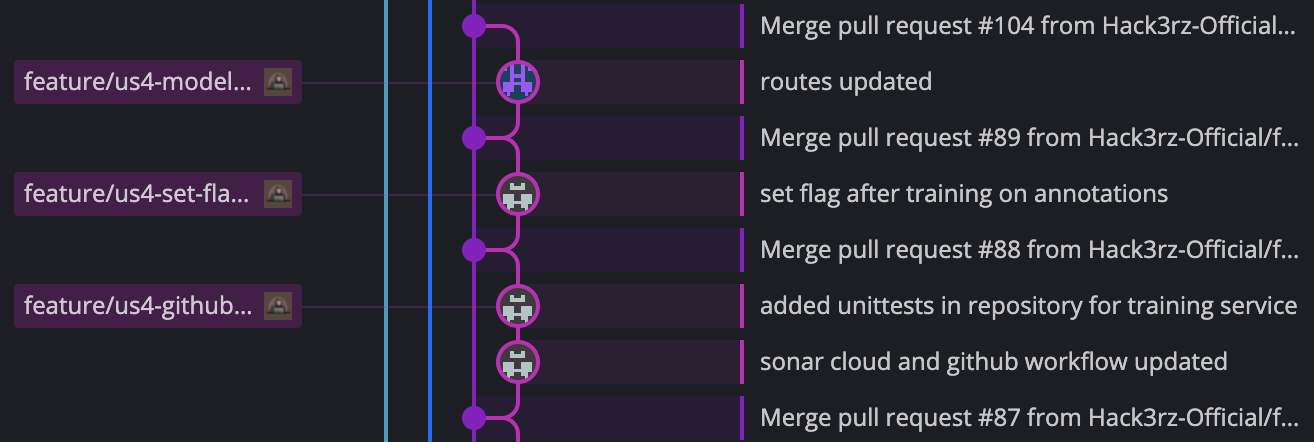 Merge pull request #104 from Hack3rz-Official...
feature/us4-model... routes updated
Merge pull request #89 from Hack3rz-Official/f...
feature/us4-set-fla... set flag after training on annotations
Merge pull request #88 from Hack3rz-Official/f...
feature/us4-github... added unittests in repository for training service
sonar cloud and github workflow updated
Merge pull request #87 from Hack3rz-Official/f...